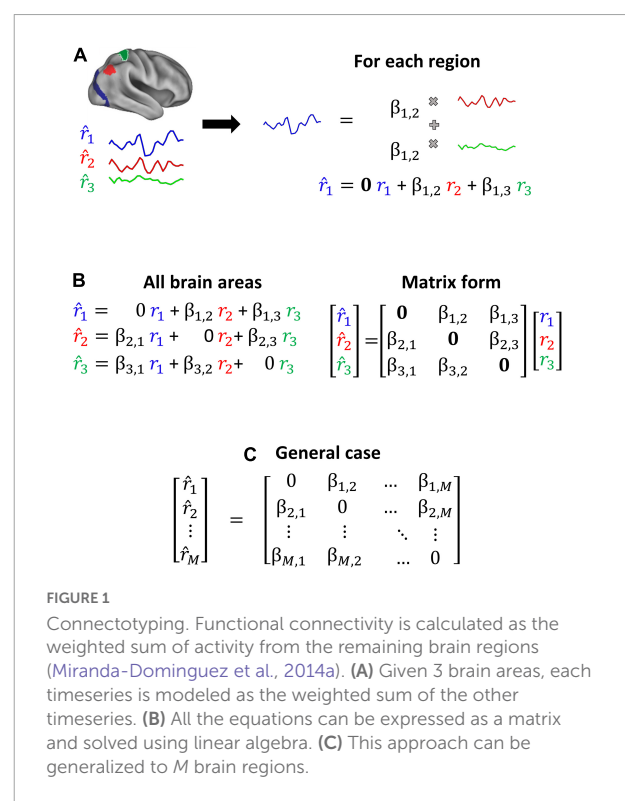 A
For each region
r̂1
r̂2
r̂3
= β1,2 ×
+
β1,2 ×
r̂1 = 0 r1 + β1,2 r2 + β1,3 r3
B All brain areas
r̂1 = 0 r1 + β1,2 r2 + β1,3 r3
r̂2 = β2,1 r1 + 0 r2 + β2,3 r3
r̂3 = β3,1 r1 + β3,2 r2 + 0 r3
Matrix form
[r̂1] [0 β1,2 β1,3] [r1]
[r̂2] = [β2,1 0 β2,3] [r2]
[r̂3] [β3,1 β3,2 0] [r3]
C General case
[r̂1] [0 β1,2 ... β1,M]
[r̂2] = [β2,1 0 ... β2,M]
[⋮] [⋮ ⋮ ⋱ ⋮]
[r̂M] [βM,1 βM,2 ... 0]
FIGURE 1
Connectotyping. Functional connectivity is calculated as the
weighted sum of activity from the remaining brain regions
(Miranda-Dominguez et al., 2014a). (A) Given 3 brain areas, each
timeseries is modeled as the weighted sum of the other
timeseries. (B) All the equations can be expressed as a matrix
and solved using linear algebra. (C) This approach can be
generalized to M brain regions.